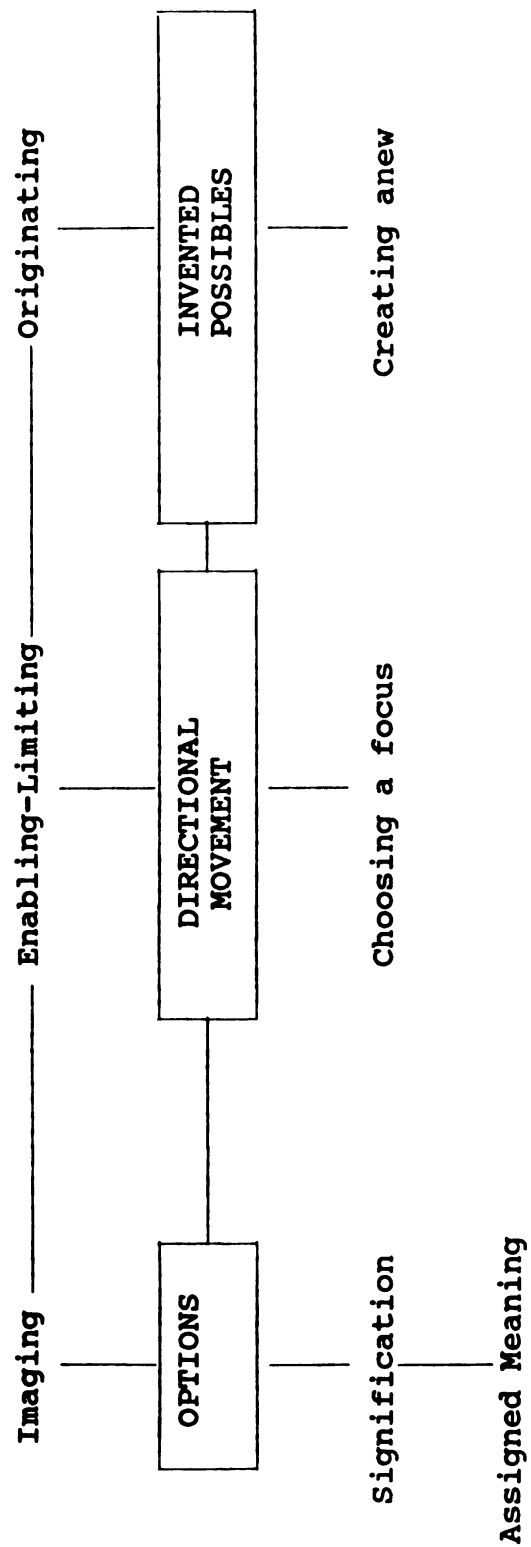 Imaging Enabling-Limiting Originating
OPTIONS
DIRECTIONAL
MOVEMENT
INVENTED
POSSIBLES
Signification
Choosing a focus
Creating anew
Assigned Meaning